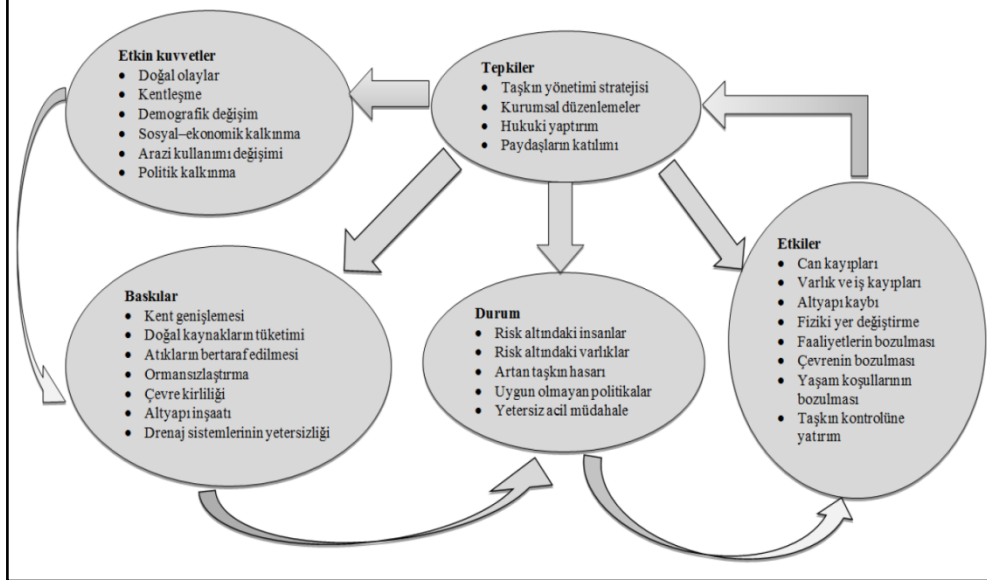 Etkin kuvvetler
• Doğal olaylar
• Kentleşme
• Demografik değişim
• Sosyal–ekonomik kalkınma
• Arazi kullanımı değişimi
• Politik kalkınma
Tepkiler
• Taşkın yönetimi stratejisi
• Kurumsal düzenlemeler
• Hukuki yaptırım
• Paydaşların katılımı
Baskılar
• Kent genişlemesi
• Doğal kaynakların tüketimi
• Atıkların bertaraf edilmesi
• Ormansızlaştırma
• Çevre kirliliği
• Altyapı inşaatı
• Drenaj sistemlerinin yetersizliği
Durum
• Risk altındaki insanlar
• Risk altındaki varlıklar
• Artan taşkın hasarı
• Uygun olmayan politikalar
• Yetersiz acil müdahale
Etkiler
• Can kayıpları
• Varlık ve iş kayıpları
• Altyapı kaybı
• Fiziki yer değiştirme
• Faaliyetlerin bozulması
• Çevrenin bozulması
• Yaşam koşullarının
bozulması
• Taşkın kontrolüne
yatırım